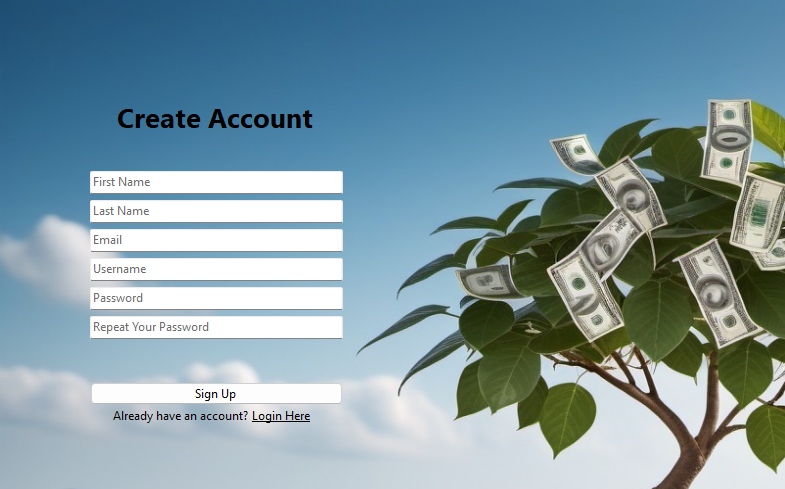 Create Account
First Name
Last Name
Email
Username
Password
Repeat Your Password
Sign Up
Already have an account? Login Here